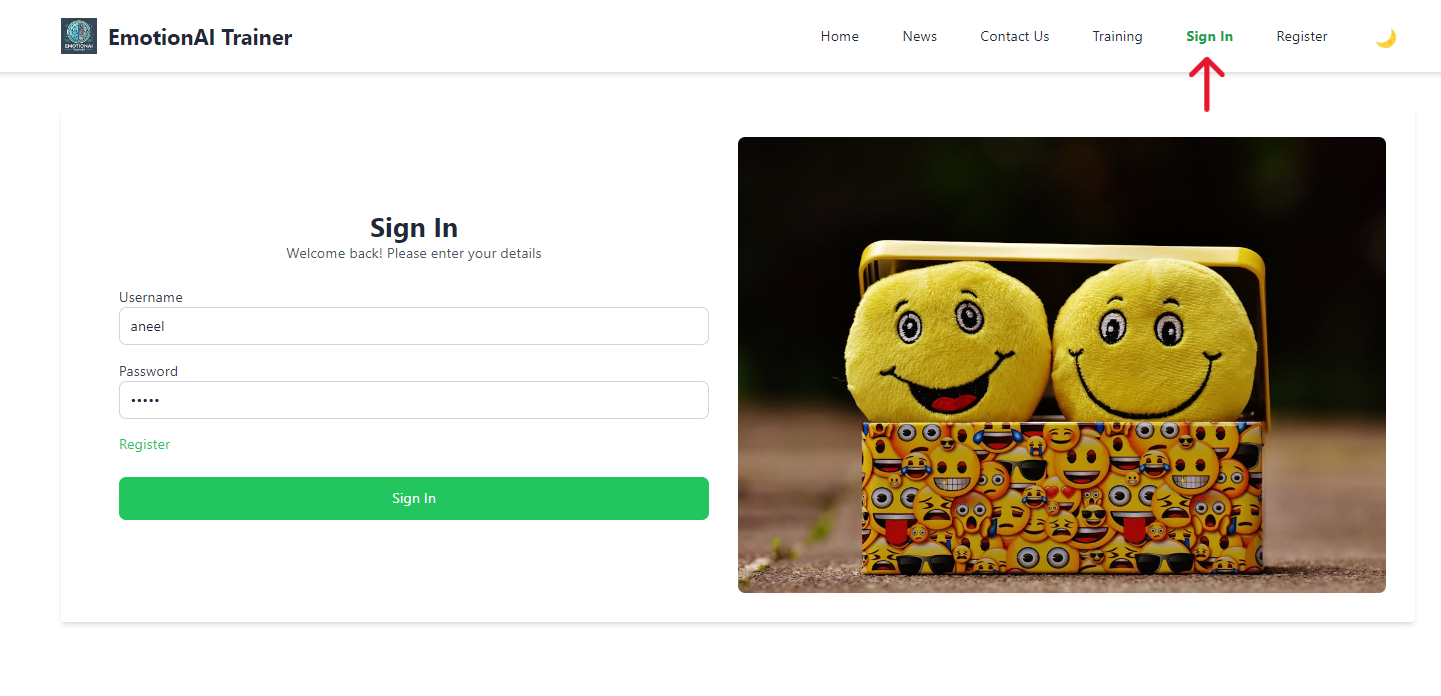 EMOTIONAI
EmotionAI Trainer
Home
News
Contact Us
Training
Sign In
Register
Sign In
Welcome back! Please enter your details
Username
aneel
Password
•••••
Register
Sign In